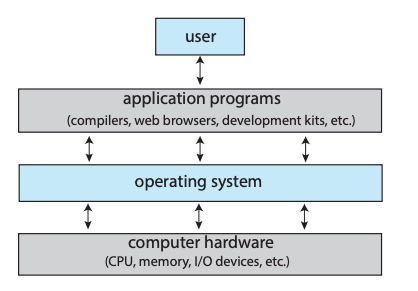 user
application programs
(compilers, web browsers, development kits, etc.)
operating system
computer hardware
(CPU, memory, I/O devices, etc.)